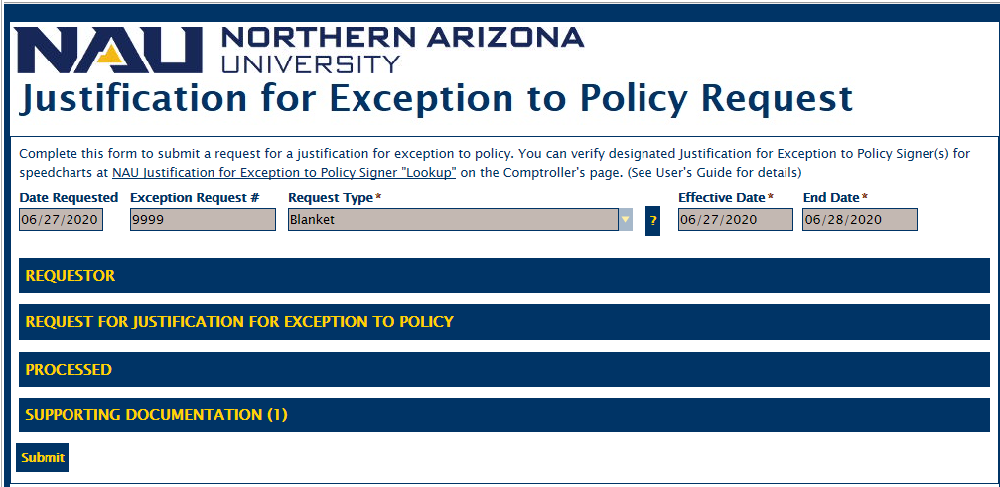 NAU NORTHERN ARIZONA
UNIVERSITY
Justification for Exception to Policy Request
Complete this form to submit a request for a justification for exception to policy. You can verify designated Justification for Exception to Policy Signer(s) for
speedcharts at NAU Justification for Exception to Policy Signer "Lookup" on the Comptroller's page. (See User's Guide for details)
Date Requested Exception Request # Request Type* Effective Date* End Date*
06/27/2020 9999 Blanket ? 06/27/2020 06/28/2020
REQUESTOR
REQUEST FOR JUSTIFICATION FOR EXCEPTION TO POLICY
PROCESSED
SUPPORTING DOCUMENTATION (1)
Submit